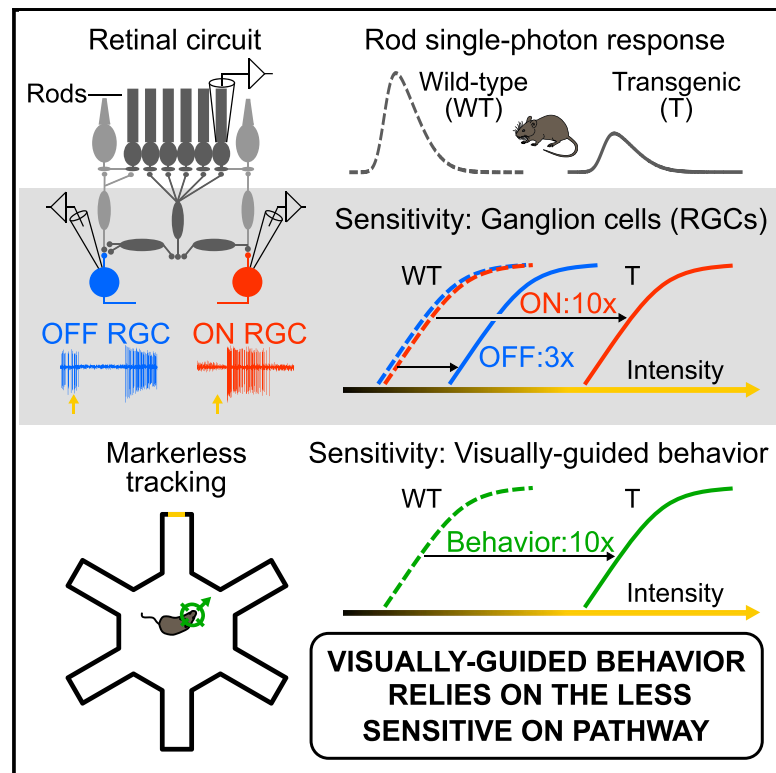 Retinal circuit
Rods
Rod single-photon response
Wild-type
(WT)
Transgenic
(T)
OFF RGC
ON RGC
Sensitivity: Ganglion cells (RGCs)
WT
T
ON:10x
OFF:3x
Intensity
Markerless
tracking
Sensitivity: Visually-guided behavior
WT
T
Behavior:10x
Intensity
VISUALLY-GUIDED BEHAVIOR
RELIES ON THE LESS
SENSITIVE ON PATHWAY